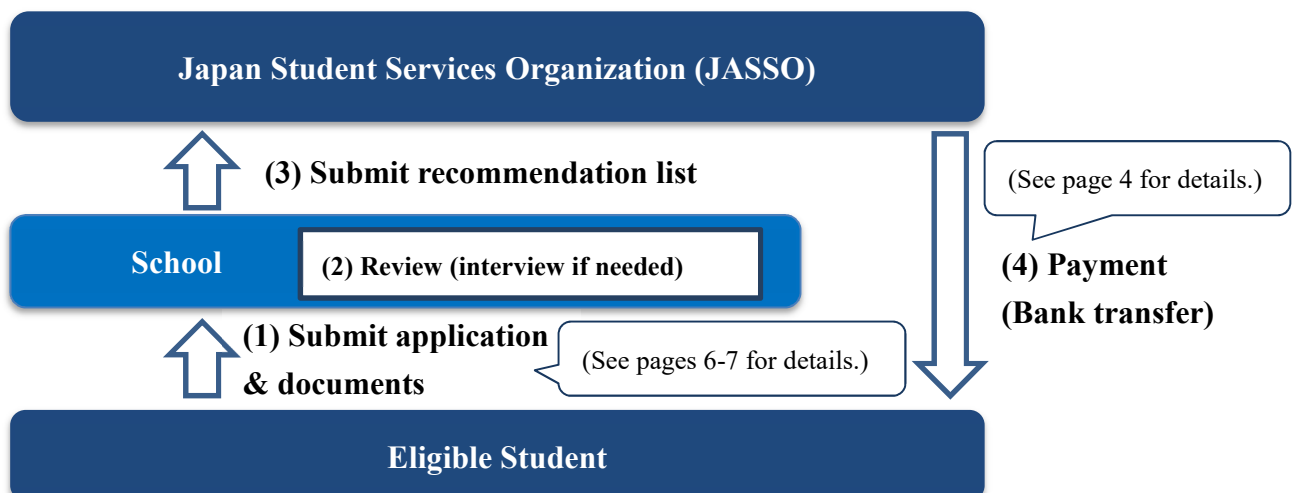 Japan Student Services Organization (JASSO)
(3) Submit recommendation list
(See page 4 for details.)
School
(2) Review (interview if needed)
(4) Payment
(Bank transfer)
(1) Submit application
& documents
(See pages 6-7 for details.)
Eligible Student